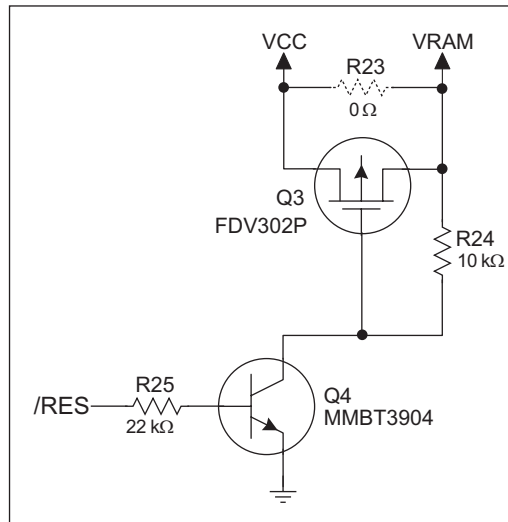 VCC
VRAM
R23
0 Ω
Q3
FDV302P
R24
10 kΩ
R25
/RES
22 kΩ
Q4
MMBT3904